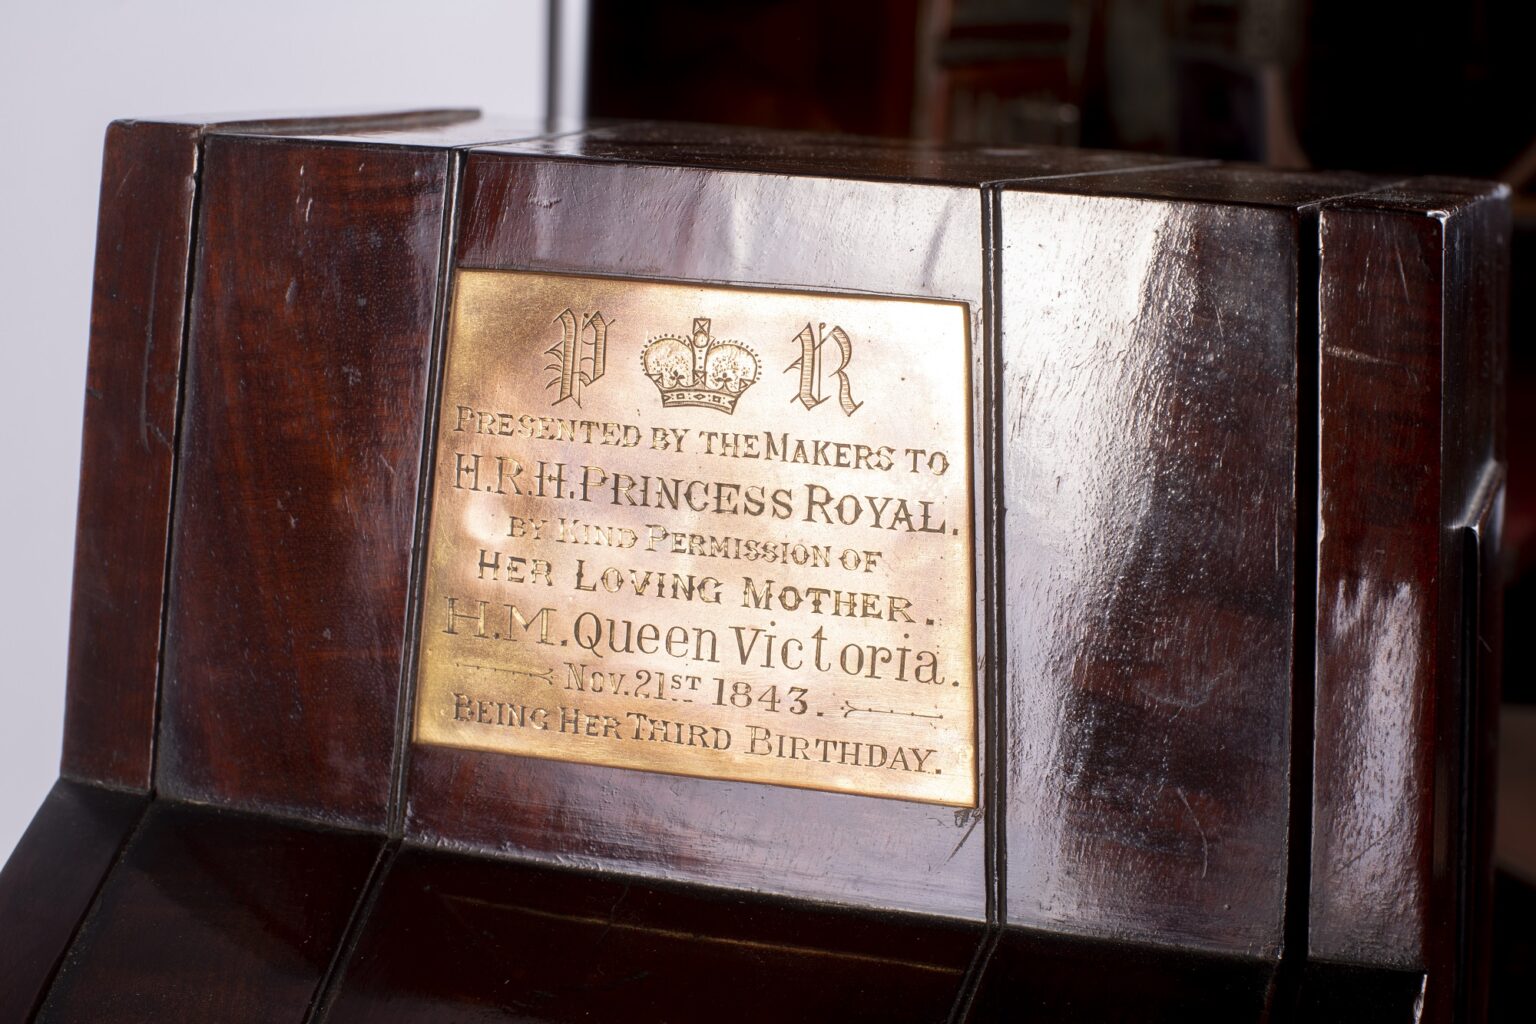 P R
PRESENTED BY THE MAKERS TO
H.R.H. PRINCESS ROYAL.
BY KIND PERMISSION OF
HER LOVING MOTHER.
H.M. Queen Victoria.
Nov. 21ST 1843.
BEING HER THIRD BIRTHDAY.